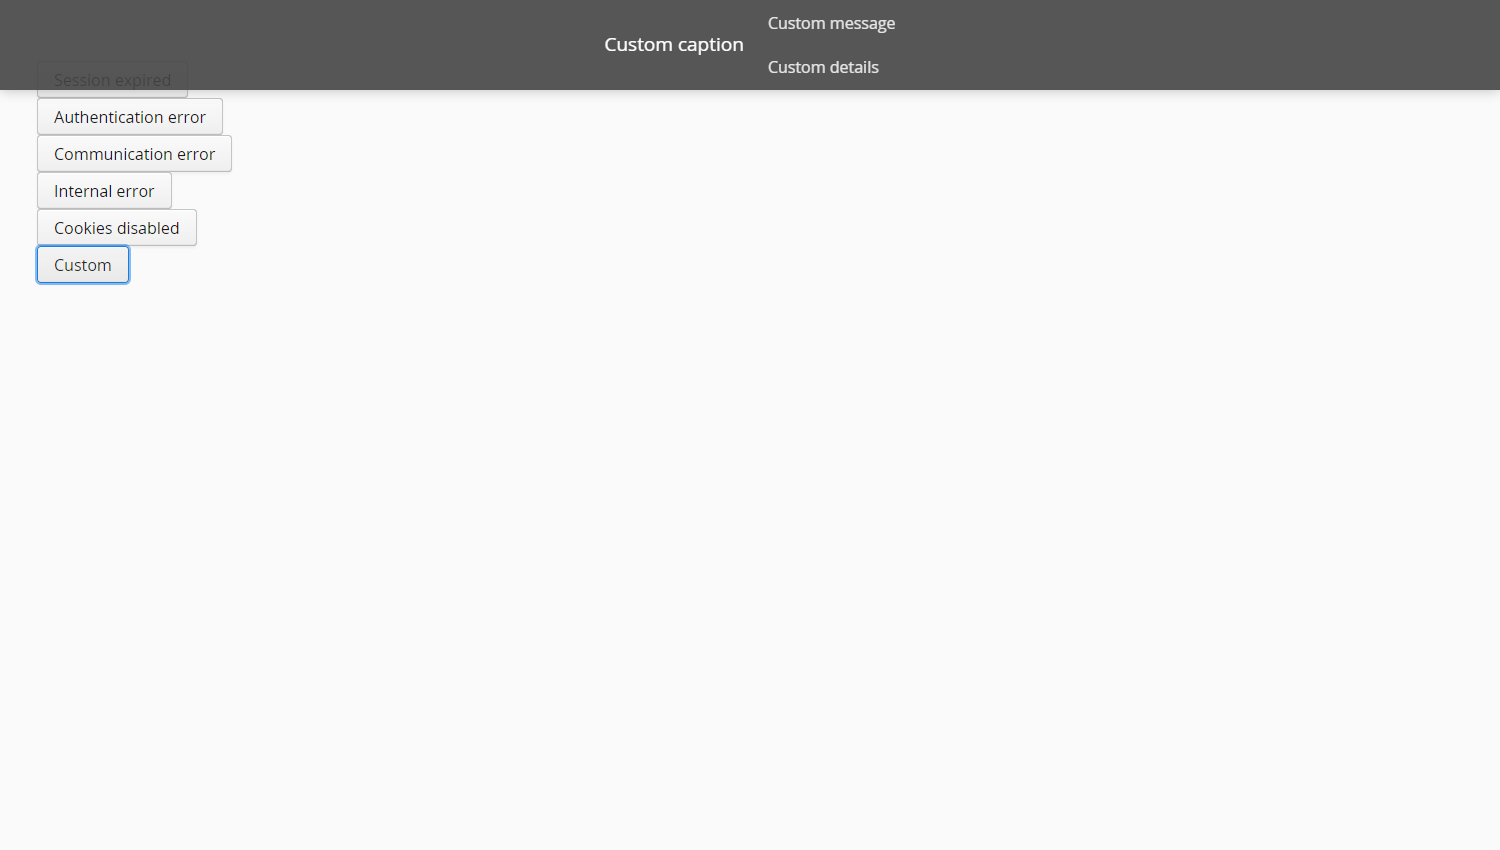 Custom caption
Custom message
Custom details
Session expired
Authentication error
Communication error
Internal error
Cookies disabled
Custom